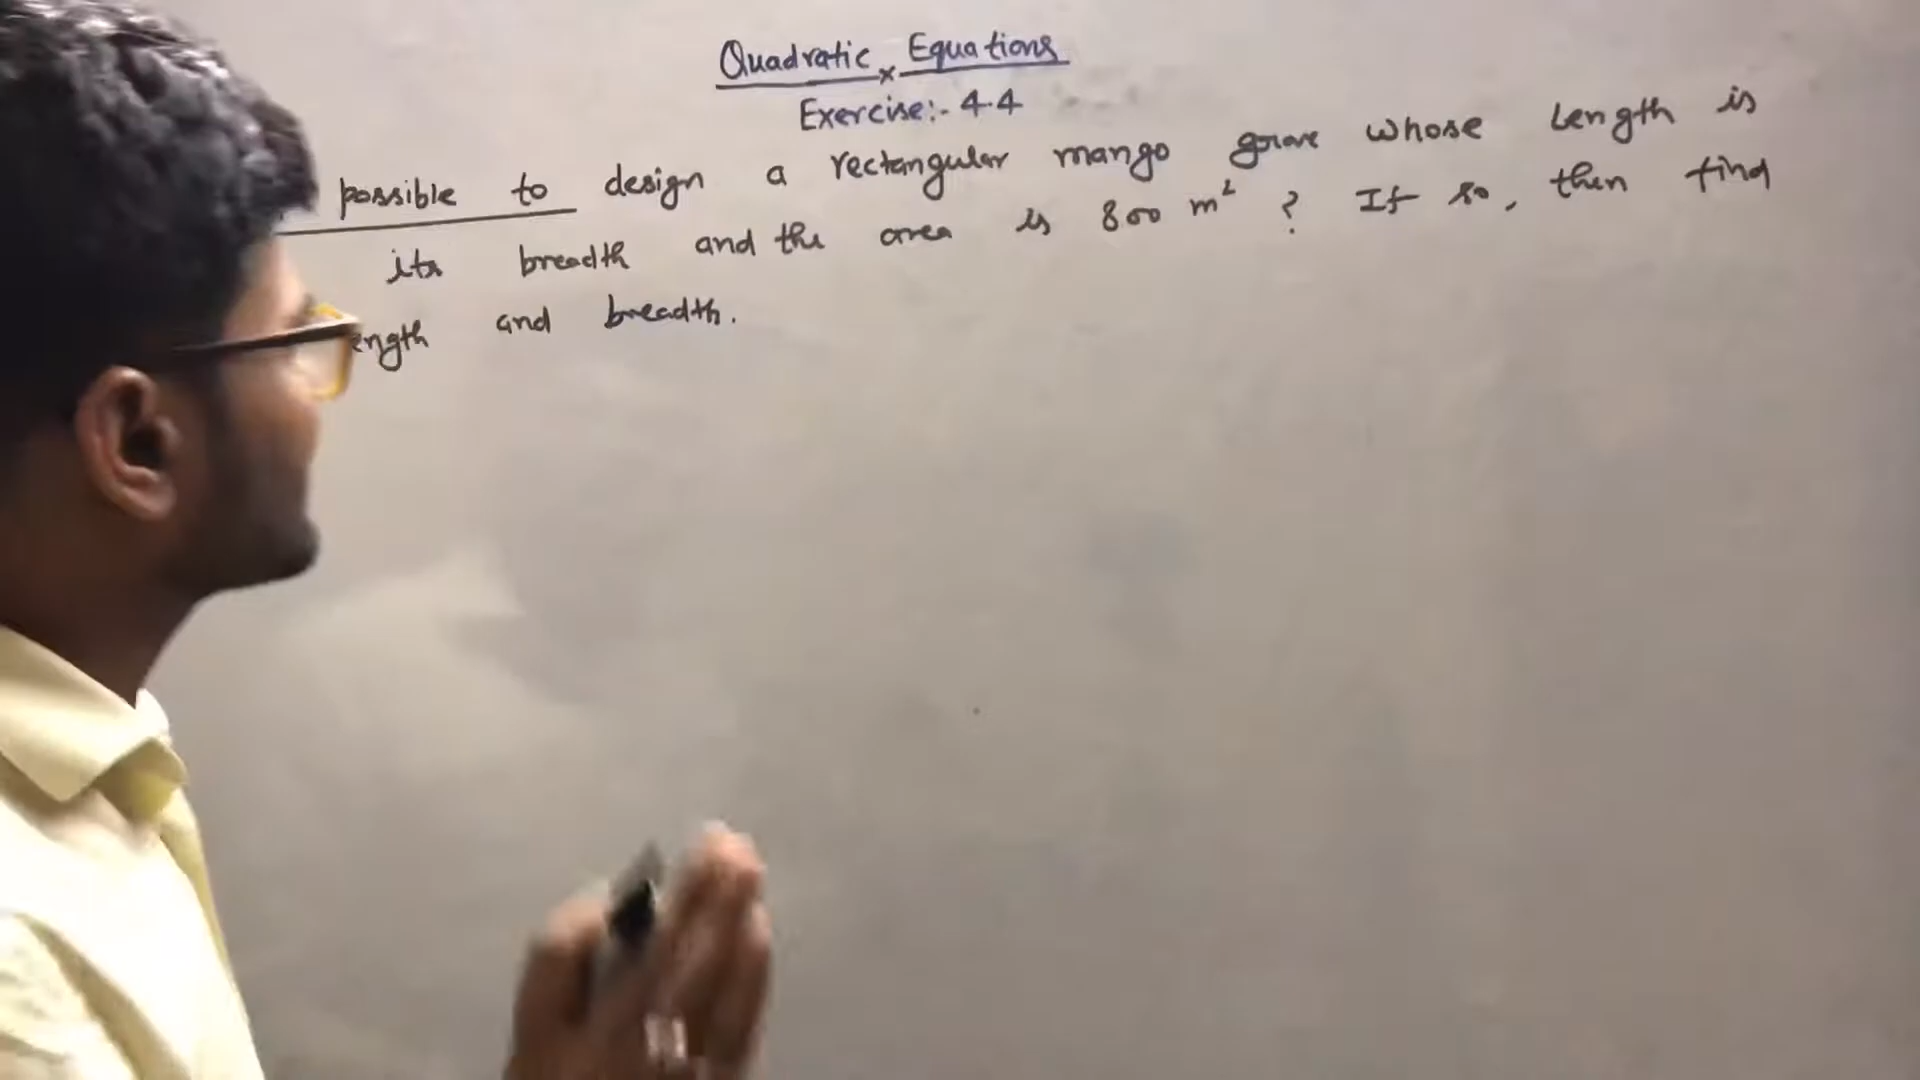 Quadratic Equations
Exercise:- 4.4
possible to design a rectangular mango grove whose length is
its breadth and the area is 800 m² ? If so, then find
ength and breadth.